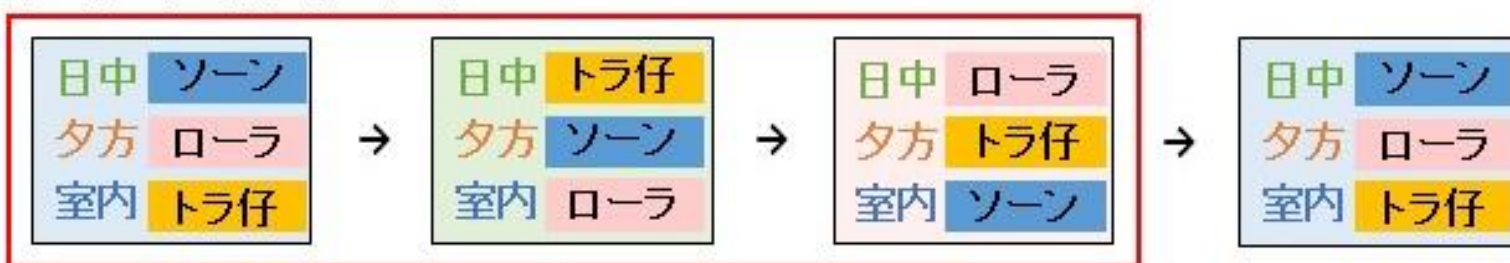 日中 ソーン
夕方 ローラ
室内 トラ仔
→
日中 トラ仔
夕方 ソーン
室内 ローラ
→
日中 ローラ
夕方 トラ仔
室内 ソーン
→
日中 ソーン
夕方 ローラ
室内 トラ仔